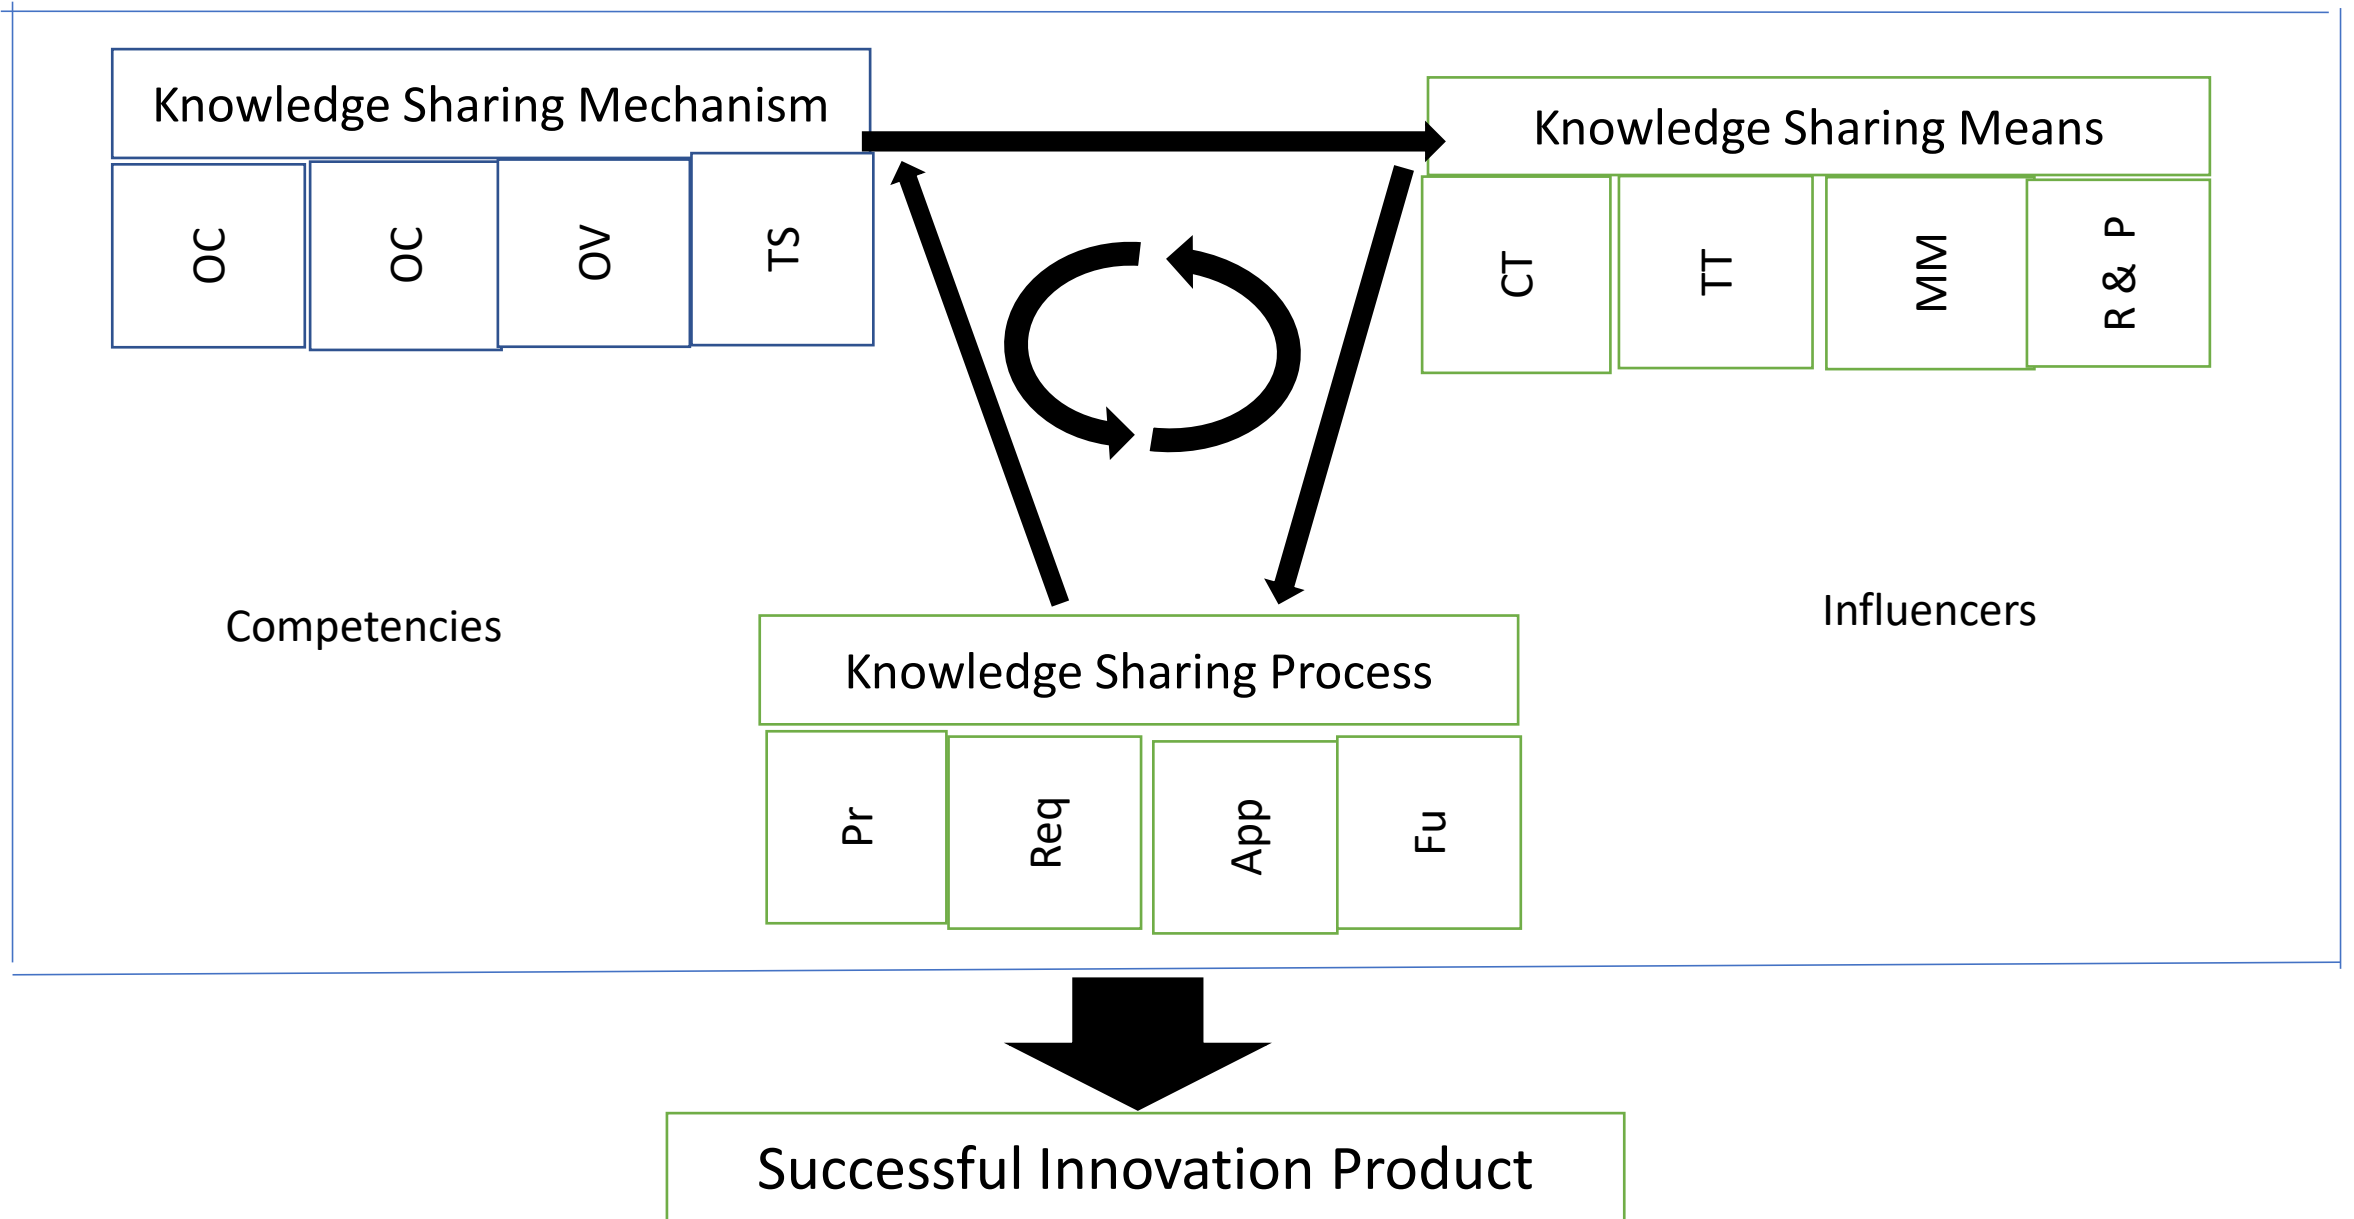 Knowledge Sharing Mechanism
OC
OC
OV
TS
Knowledge Sharing Means
CT
TT
MM
R & P
Competencies
Influencers
Knowledge Sharing Process
Pr
Req
App
Fu
Successful Innovation Product